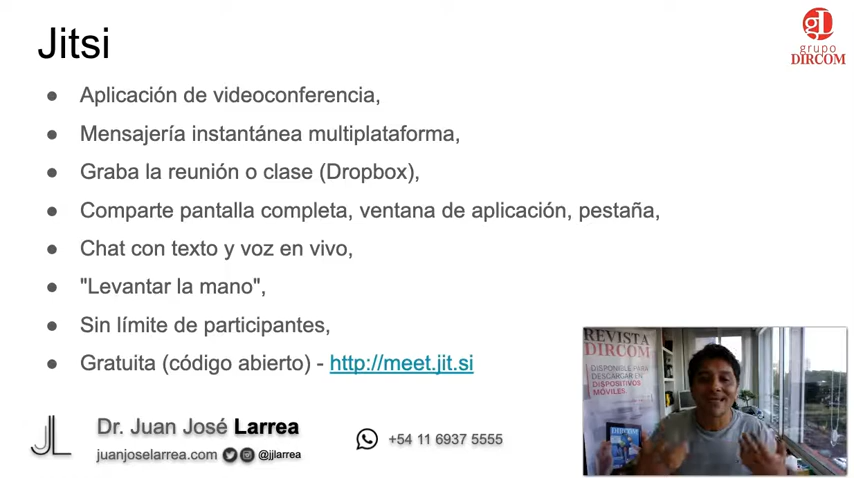 Jitsi
gD
grupo
DIRCOM
● Aplicación de videoconferencia,
● Mensajería instantánea multiplataforma,
● Graba la reunión o clase (Dropbox),
● Comparte pantalla completa, ventana de aplicación, pestaña,
● Chat con texto y voz en vivo,
● "Levantar la mano",
● Sin límite de participantes,
● Gratuita (código abierto) - http://meet.jit.si
REVISTA
DIRCOM
DISPONIBLE PARA
DESCARGAR EN
DISPOSITIVOS
MÓVILES.
DIRCOM
JL
Dr. Juan José Larrea
juanjoselarrea.com @jjlarrea
+54 11 6937 5555